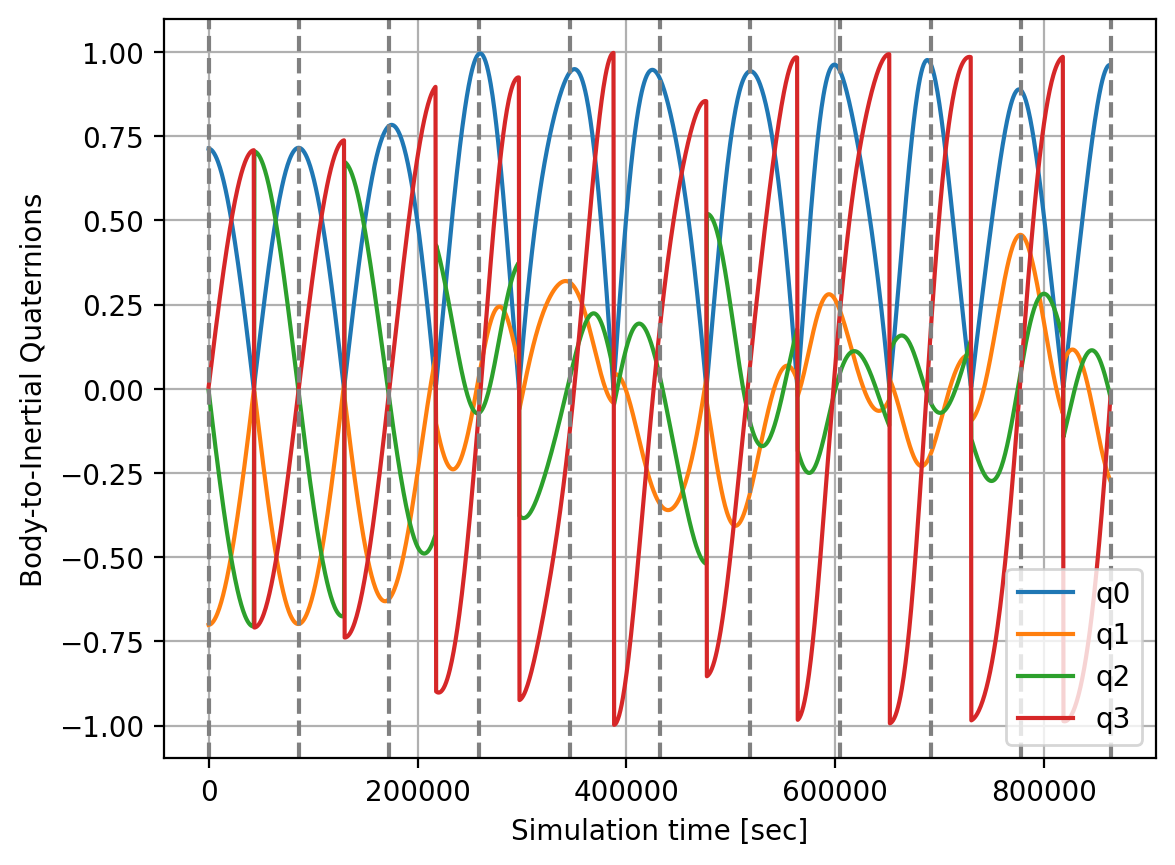 1.00
0.75
0.50
0.25
0.00
−0.25
−0.50
−0.75
−1.00
Body-to-Inertial Quaternions
q0
q1
q2
q3
0 200000 400000 600000 800000
Simulation time [sec]